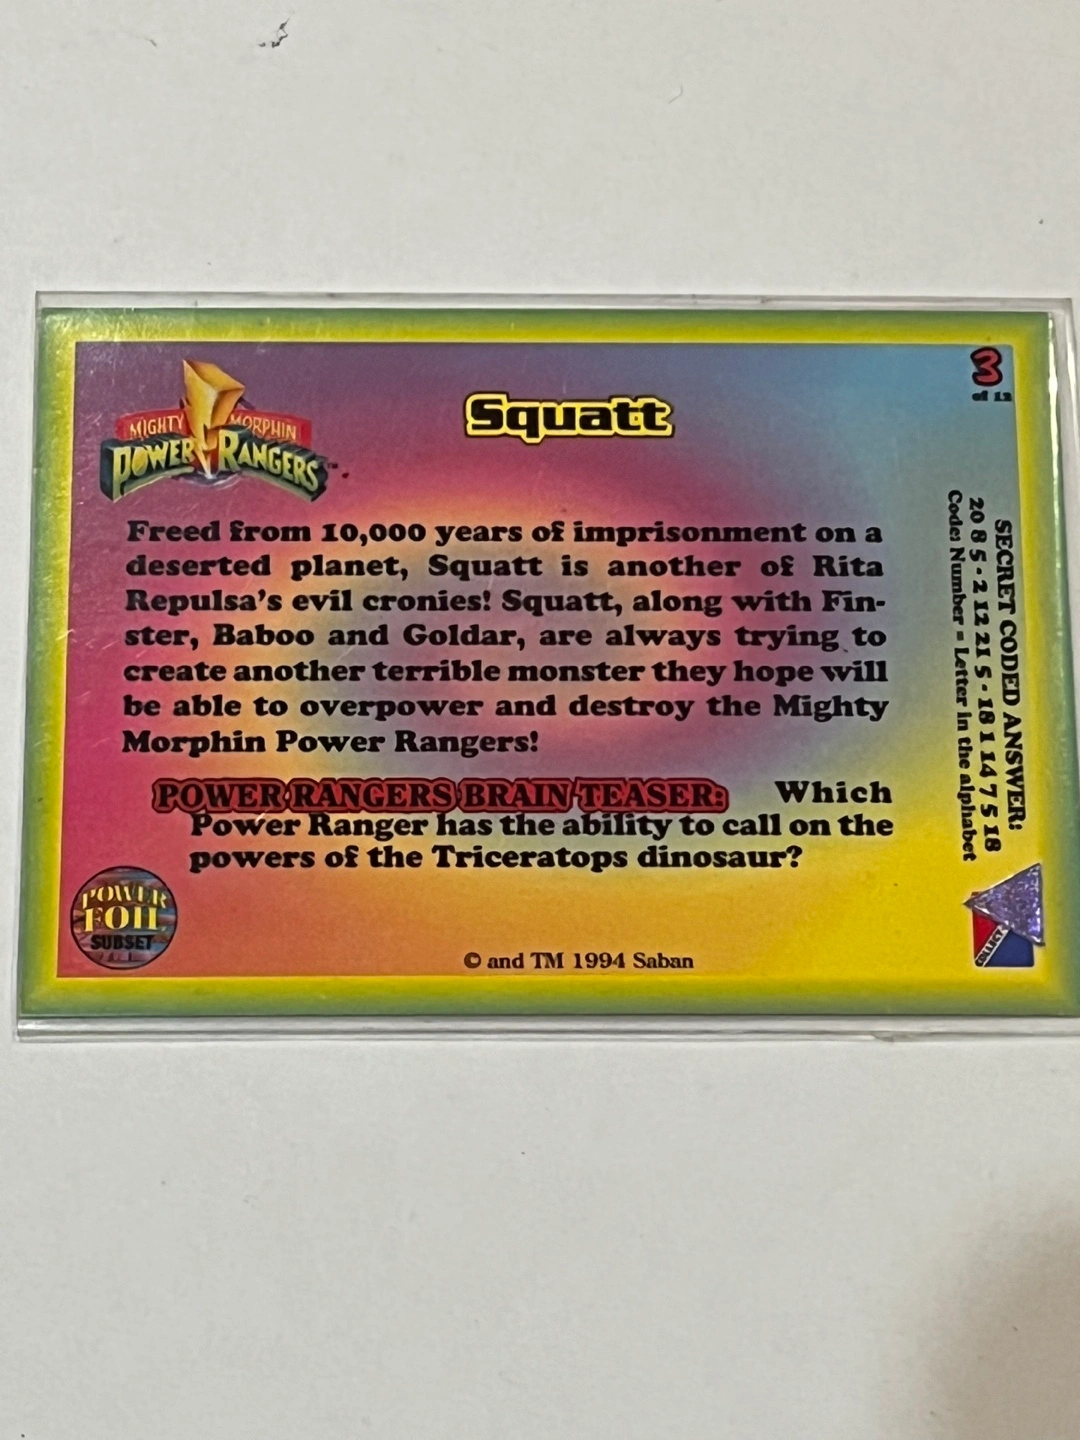 MIGHTY MORPHIN
POWER RANGERS
TM
Squatt
3
of 12
Freed from 10,000 years of imprisonment on a
deserted planet, Squatt is another of Rita
Repulsa's evil cronies! Squatt, along with Fin-
ster, Baboo and Goldar, are always trying to
create another terrible monster they hope will
be able to overpower and destroy the Mighty
Morphin Power Rangers!
POWER RANGERS BRAIN TEASER: Which
Power Ranger has the ability to call on the
powers of the Triceratops dinosaur?
POWER
FOIL
SUBSET
© and TM 1994 Saban
SECRET CODED ANSWER:
20 8 5 - 2 12 21 5 - 18 1 14 7 5 18
Code: Number = Letter in the alphabet